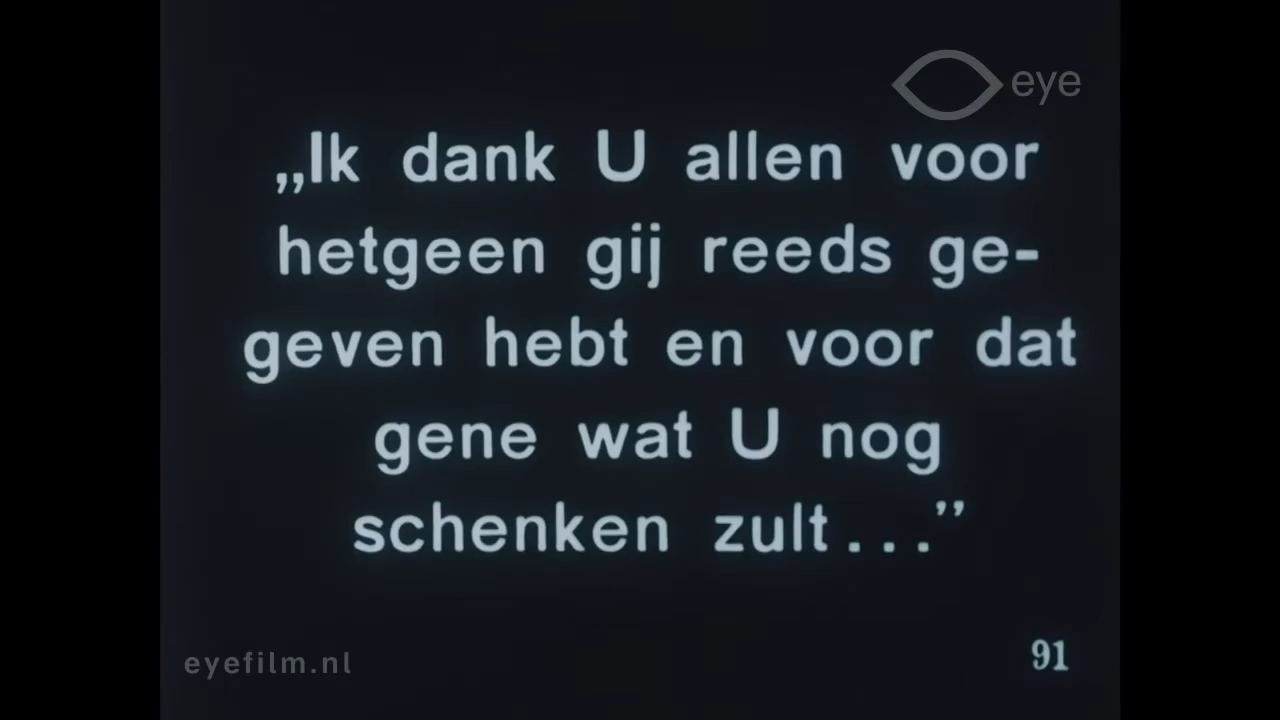 eye
„Ik dank U allen voor
hetgeen gij reeds ge-
geven hebt en voor dat
gene wat U nog
schenken zult...”
eyefilm.nl
91